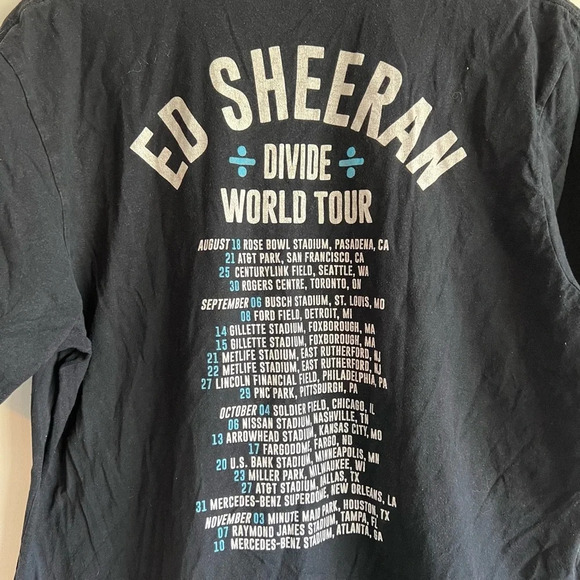 ED SHEERAN
÷ DIVIDE ÷
WORLD TOUR
AUGUST 18 ROSE BOWL STADIUM, PASADENA, CA
21 AT&T PARK, SAN FRANCISCO, CA
25 CENTURYLINK FIELD, SEATTLE, WA
30 ROGERS CENTRE, TORONTO, ON
SEPTEMBER 06 BUSCH STADIUM, ST. LOUIS, MO
08 FORD FIELD, DETROIT, MI
14 GILLETTE STADIUM, FOXBOROUGH, MA
15 GILLETTE STADIUM, FOXBOROUGH, MA
21 METLIFE STADIUM, EAST RUTHERFORD, NJ
22 METLIFE STADIUM, EAST RUTHERFORD, NJ
27 LINCOLN FINANCIAL FIELD, PHILADELPHIA, PA
29 PNC PARK, PITTSBURGH, PA
OCTOBER 04 SOLDIER FIELD, CHICAGO, IL
06 NISSAN STADIUM, NASHVILLE, TN
13 ARROWHEAD STADIUM, KANSAS CITY, MO
17 FARGODOME, FARGO, ND
20 U.S. BANK STADIUM, MINNEAPOLIS, MN
23 MILLER PARK, MILWAUKEE, WI
27 AT&T STADIUM, DALLAS, TX
31 MERCEDES-BENZ SUPERDOME, NEW ORLEANS, LA
NOVEMBER 03 MINUTE MAID PARK, HOUSTON, TX
07 RAYMOND JAMES STADIUM, TAMPA, FL
10 MERCEDES-BENZ STADIUM, ATLANTA, GA